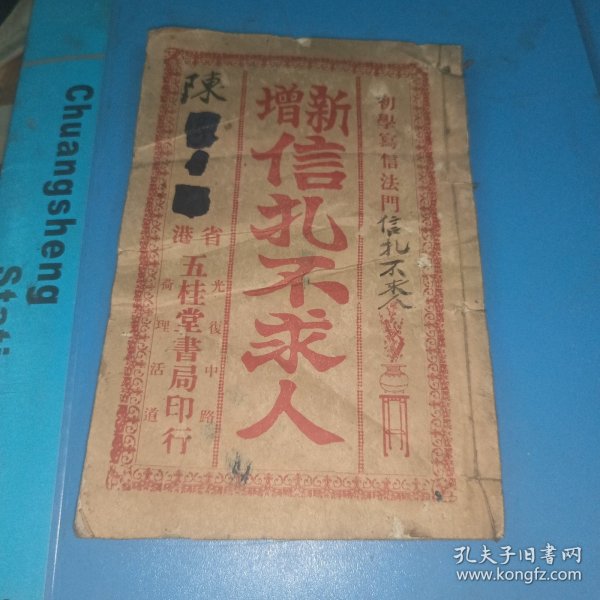 初學寫信法門
信扎不求人
新增
信扎不求人
省港
五桂堂書局印行
光復中路
荷理活道
陳
Chuangsheng
Stati
孔夫子旧书网
www.kongfz.com